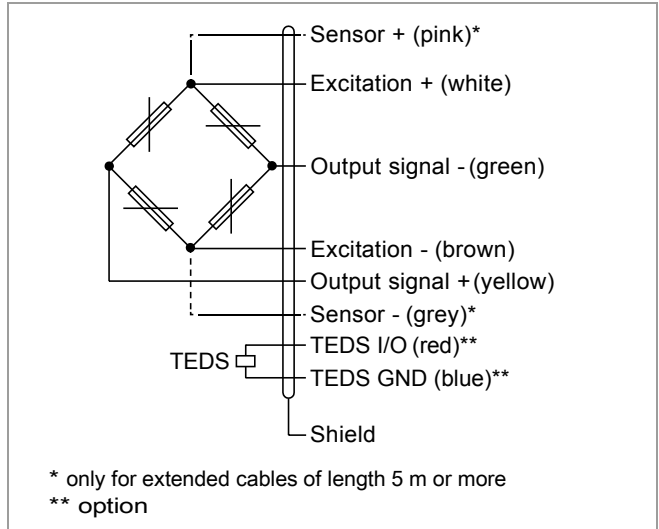 Sensor + (pink)*
Excitation + (white)
Output signal - (green)
Excitation - (brown)
Output signal + (yellow)
Sensor - (grey)*
TEDS I/O (red)**
TEDS
TEDS GND (blue)**
Shield
* only for extended cables of length 5 m or more
** option